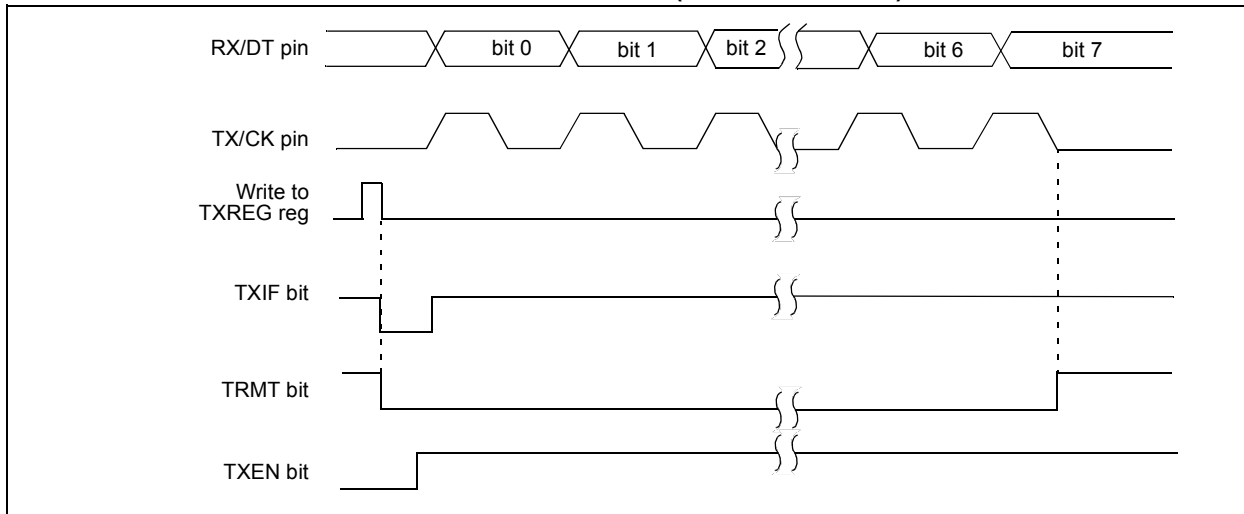 RX/DT pin
bit 0
bit 1
bit 2
bit 6
bit 7
TX/CK pin
Write to
TXREG reg
TXIF bit
TRMT bit
TXEN bit